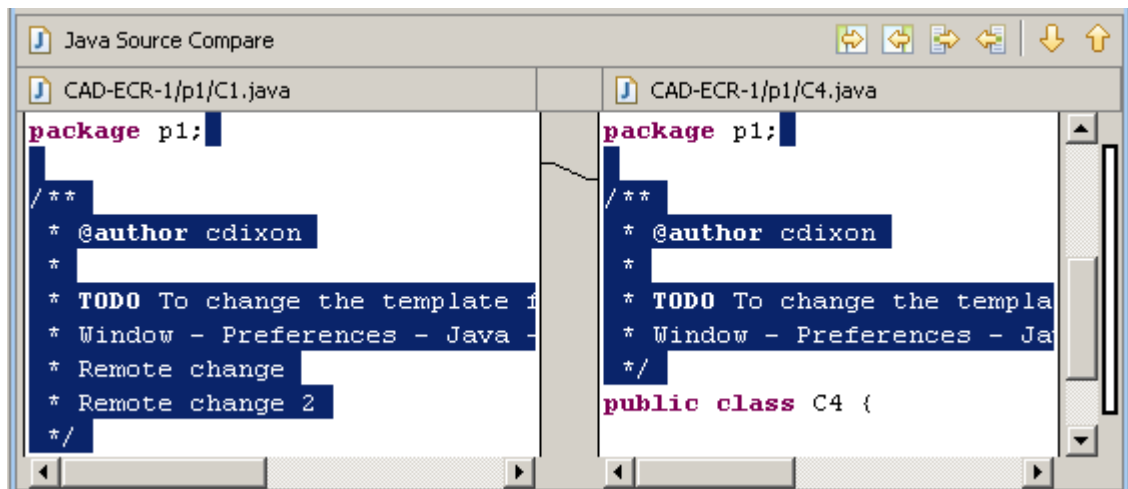 Java Source Compare
CAD-ECR-1/p1/C1.java
package p1;
/**
* @author cdixon
*
* TODO To change the template f
* Window - Preferences - Java -
* Remote change
* Remote change 2
*/
CAD-ECR-1/p1/C4.java
package p1;
/**
* @author cdixon
*
* TODO To change the templa
* Window - Preferences - Ja
*/
public class C4 {